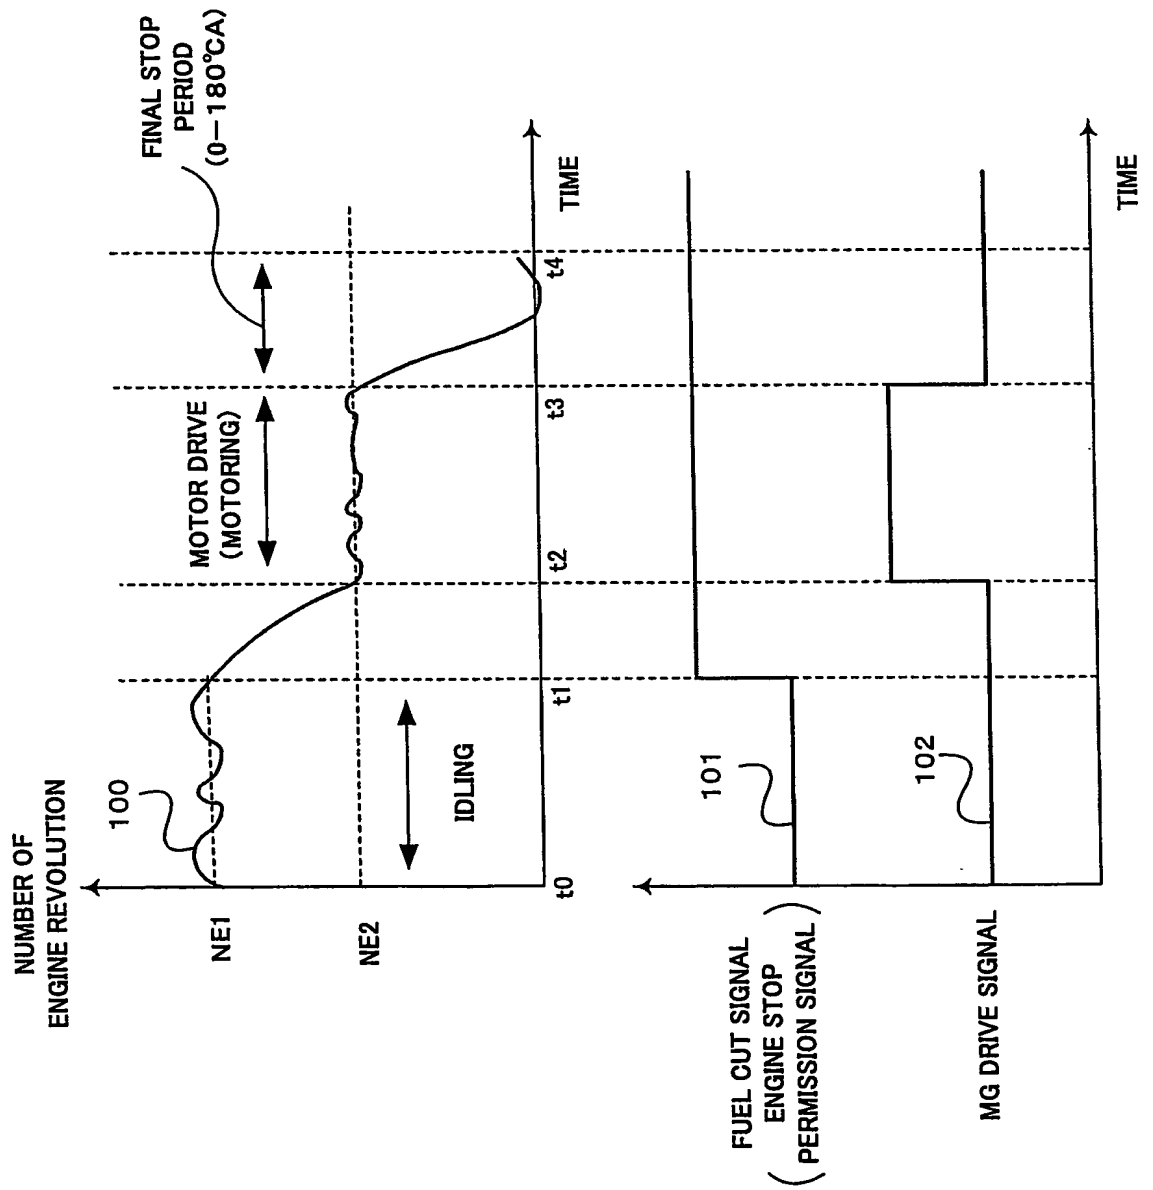 NUMBER OF
ENGINE REVOLUTION
100
NE1
NE2
IDLING
MOTOR DRIVE
(MOTORING)
FINAL STOP
PERIOD
(0—180°CA)
t0
t1
t2
t3
t4
TIME
FUEL CUT SIGNAL
ENGINE STOP
PERMISSION SIGNAL
101
MG DRIVE SIGNAL
102
TIME